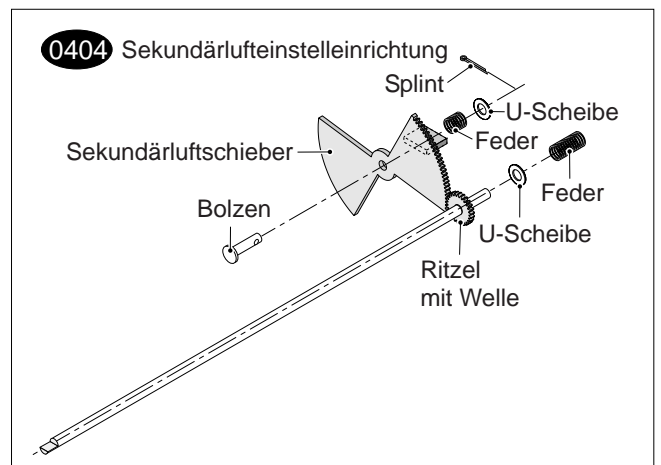 0404 Sekundärlufteinstelleinrichtung
Splint
U-Scheibe
Feder
Sekundärluftschieber
Feder
Bolzen
U-Scheibe
Ritzel
mit Welle